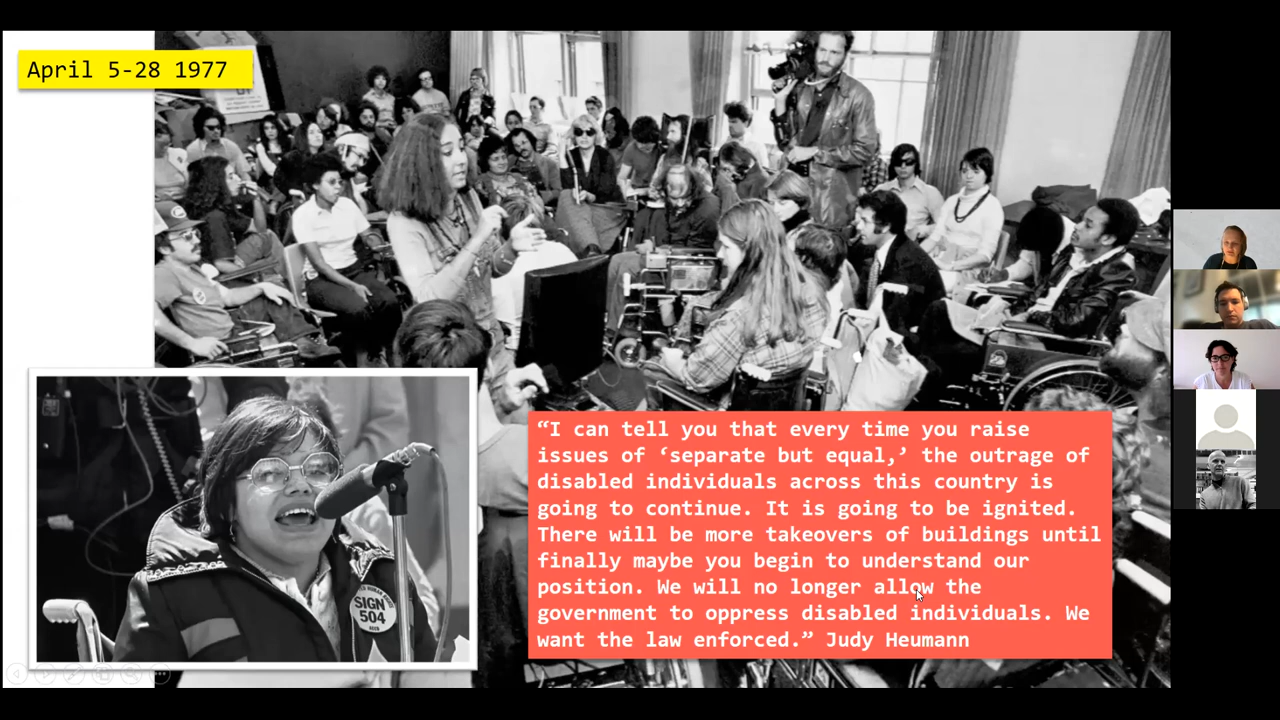 April 5-28 1977
“I can tell you that every time you raise
issues of ‘separate but equal,’ the outrage of
disabled individuals across this country is
going to continue. It is going to be ignited.
There will be more takeovers of buildings until
finally maybe you begin to understand our
position. We will no longer allow the
government to oppress disabled individuals. We
want the law enforced.” Judy Heumann
SIGN
504